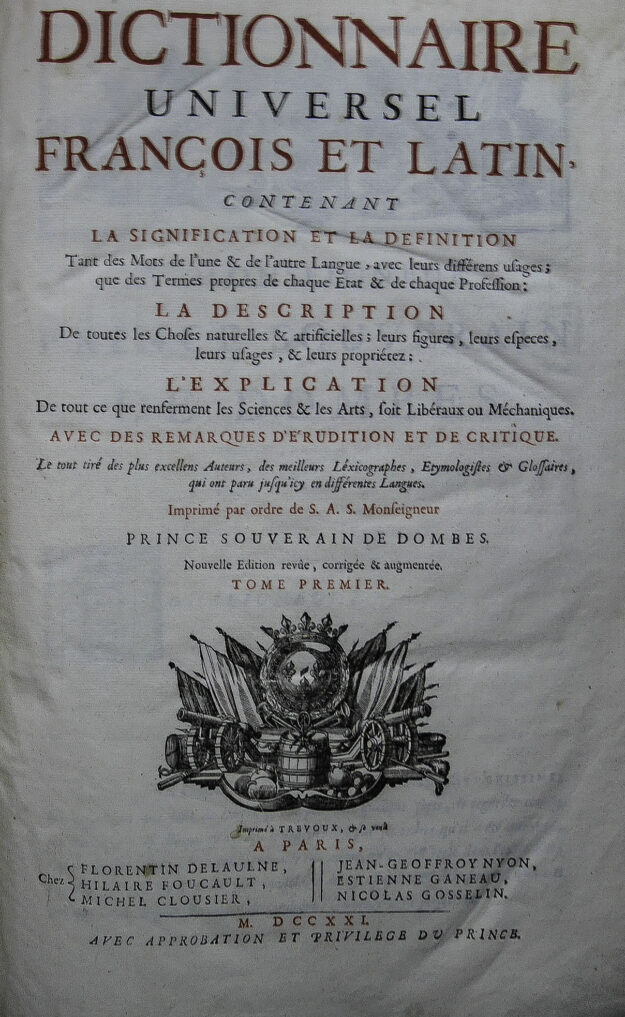 DICTIONNAIRE
UNIVERSEL
FRANÇOIS ET LATIN,
CONTENANT
LA SIGNIFICATION ET LA DEFINITION
Tant des Mots de l'une & de l'autre Langue, avec leurs différens uſages;
que des Termes propres de chaque Etat & de chaque Profeſſion:
LA DESCRIPTION
De toutes les Choſes naturelles & artificielles; leurs figures, leurs eſpeces,
leurs uſages, & leurs propriétez:
L'EXPLICATION
De tout ce que renferment les Sciences & les Arts, ſoit Libéraux ou Méchaniques.
AVEC DES REMARQUES D'ÉRUDITION ET DE CRITIQUE.
Le tout tiré des plus excellens Auteurs, des meilleurs Léxicographes, Etymologiſtes & Gloſſaires,
qui ont paru juſqu'icy en différentes Langues.
Imprimé par ordre de S. A. S. Monſeigneur
PRINCE SOUVERAIN DE DOMBES.
Nouvelle Edition revûe, corrigée & augmentée.
TOME PREMIER.
Imprimé à TREVOUX, & ſe vend
A PARIS,
Chez { FLORENTIN DELAULNE, || JEAN-GEOFFROY NYON,
HILAIRE FOUCAULT, || ESTIENNE GANEAU,
MICHEL CLOUSIER, || NICOLAS GOSSELIN.
M. DCCXXI.
AVEC APPROBATION ET PRIVILEGE DU PRINCE.